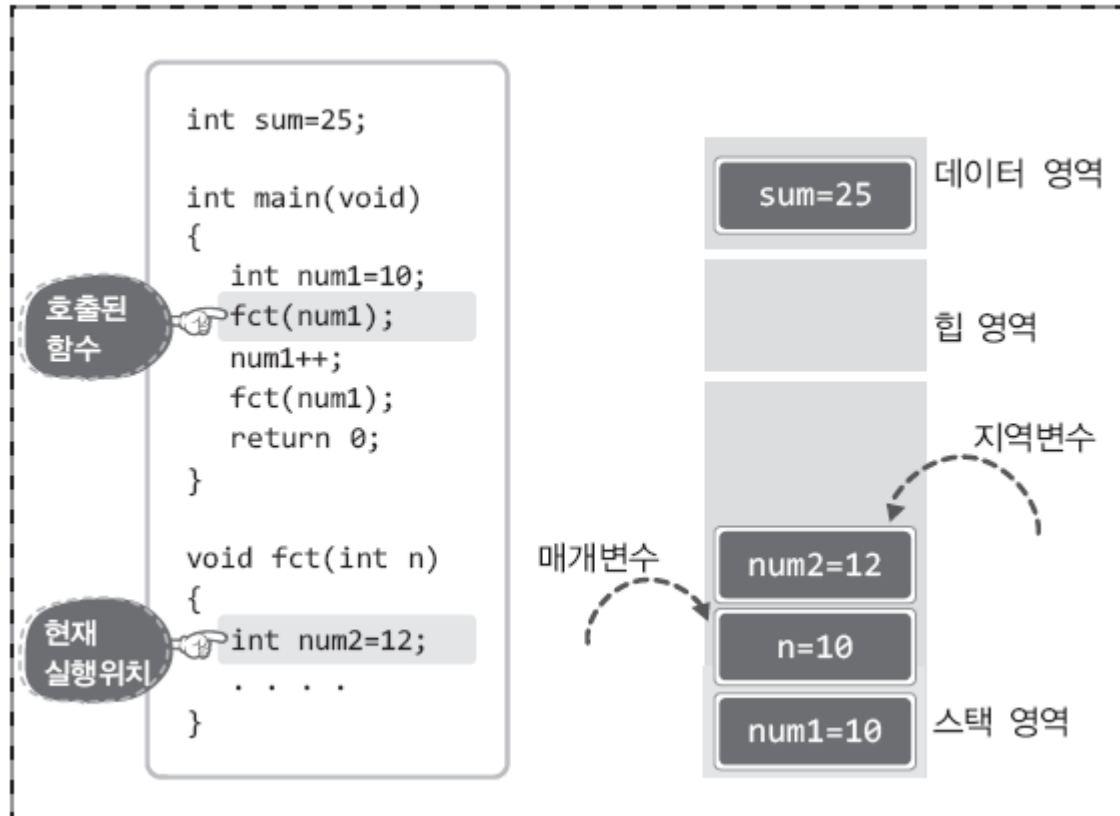 int sum=25;
int main(void)
{
int num1=10;
fct(num1);
num1++;
fct(num1);
return 0;
}
void fct(int n)
{
int num2=12;
. . . .
}
호출된
함수
현재
실행위치
sum=25
데이터 영역
힙 영역
지역변수
매개변수
num2=12
n=10
num1=10
스택 영역